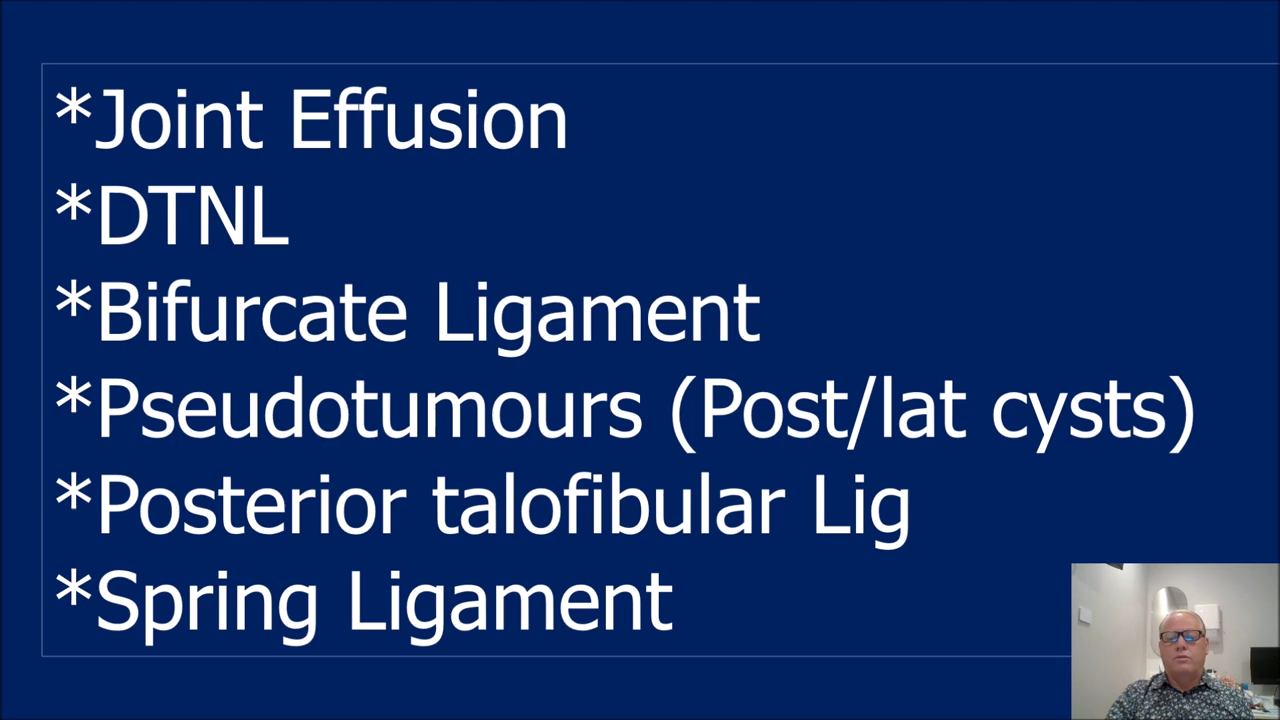 *Joint Effusion
*DTNL
*Bifurcate Ligament
*Pseudotumours (Post/lat cysts)
*Posterior talofibular Lig
*Spring Ligament